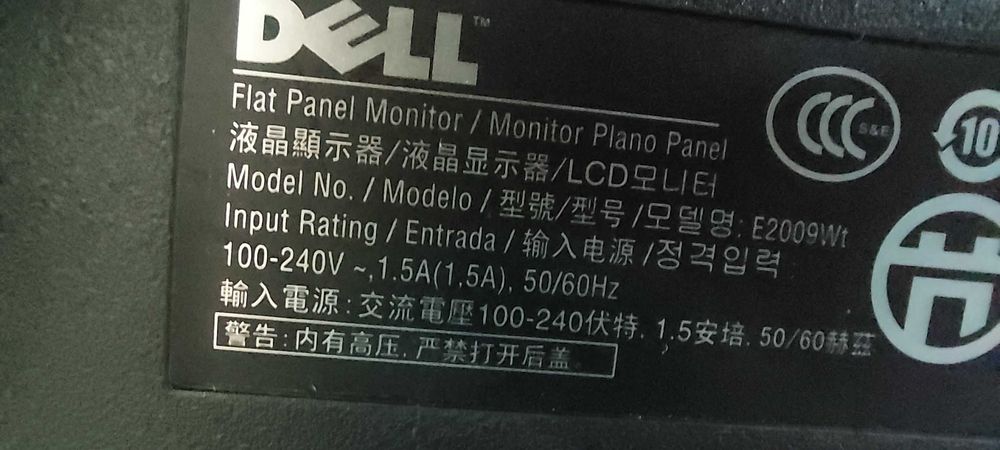 DELL™
Flat Panel Monitor / Monitor Plano Panel
液晶顯示器/液晶显示器/LCD모니터
Model No. / Modelo / 型號/型号/모델명: E2009Wt
Input Rating / Entrada / 输入电源 /정격입력
100-240V ~,1.5A(1,5A), 50/60Hz
輸入電源: 交流電壓100-240伏特, 1.5安培, 50/60赫茲
警告: 内有高压, 严禁打开后盖.
CCC S&E
10